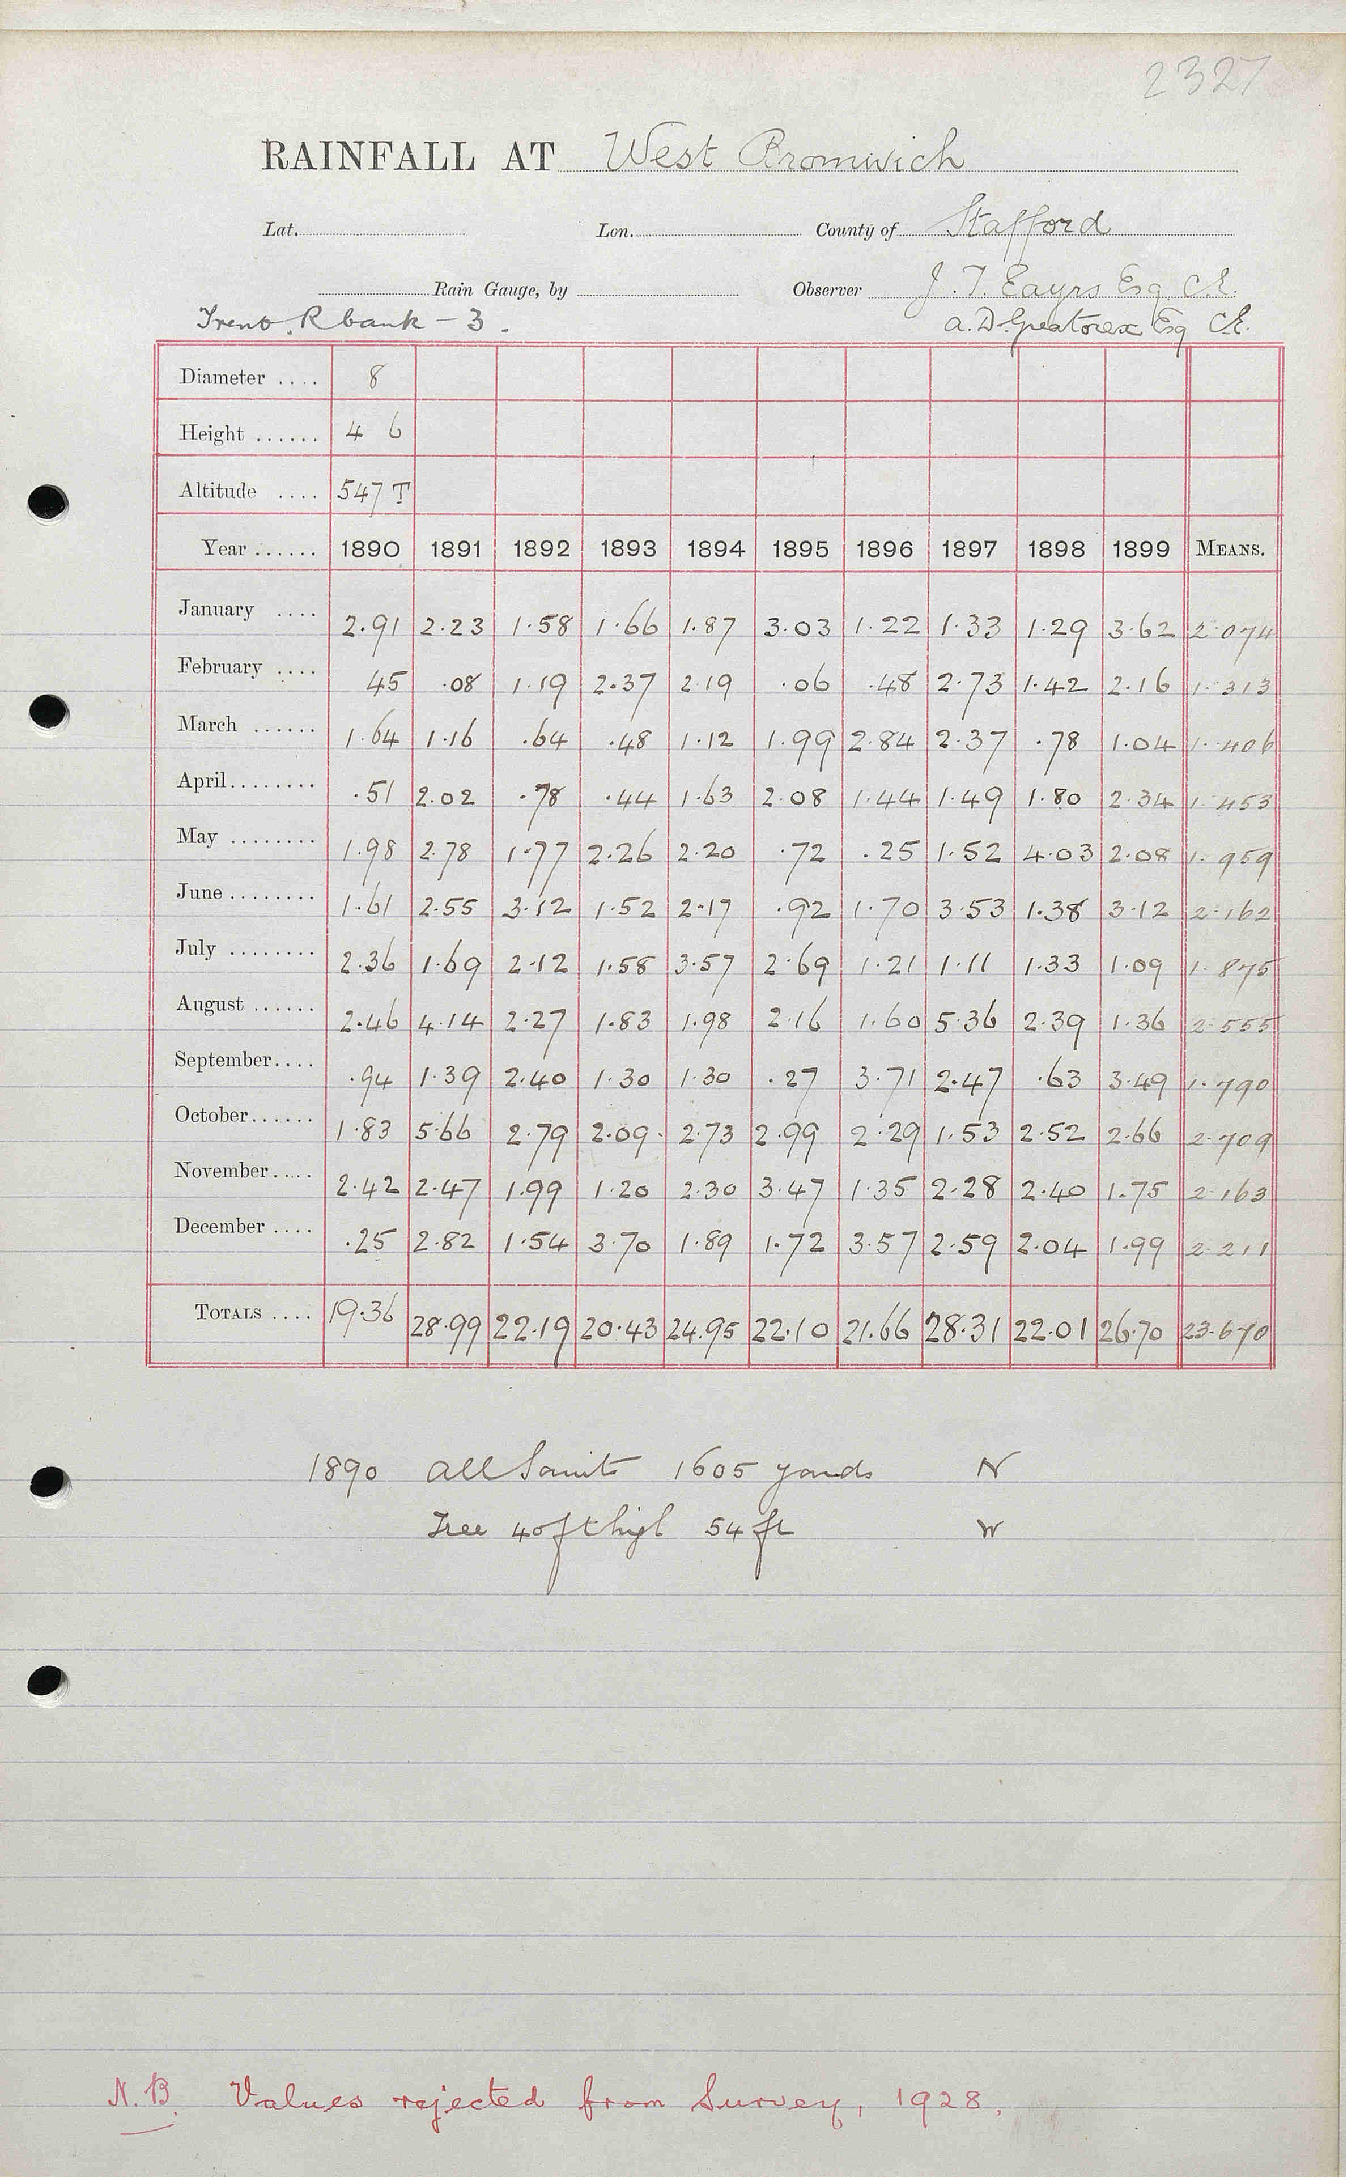 2327
RAINFALL AT West Bromwich
Lat. Lon. County of Stafford
Rain Gauge, by Observer J. T. Eayrs Esq. C.E.
Trent. R bank - 3. A. D. Greatorex Esq C.E.
Diameter .... 8
Height ...... 4 6
Altitude .... 547 T
Year ...... 1890 1891 1892 1893 1894 1895 1896 1897 1898 1899 MEANS.
January .... 2.91 2.23 1.58 1.66 1.87 3.03 1.22 1.33 1.29 3.62 2.074
February .... 45 .08 1.19 2.37 2.19 .06 .48 2.73 1.42 2.16 1.313
March ...... 1.64 1.16 .64 .48 1.12 1.99 2.84 2.37 .78 1.04 1.406
April........ .51 2.02 .78 .44 1.63 2.08 1.44 1.49 1.80 2.34 1.453
May ........ 1.98 2.78 1.77 2.26 2.20 .72 .25 1.52 4.03 2.08 1.959
June ........ 1.61 2.55 3.12 1.52 2.17 .92 1.70 3.53 1.38 3.12 2.162
July ........ 2.36 1.69 2.12 1.58 3.57 2.69 1.21 1.11 1.33 1.09 1.875
August ...... 2.46 4.14 2.27 1.83 1.98 2.16 1.60 5.36 2.39 1.36 2.555
September.... .94 1.39 2.40 1.30 1.30 .27 3.71 2.47 .63 3.49 1.790
October...... 1.83 5.66 2.79 2.09 2.73 2.99 2.29 1.53 2.52 2.66 2.709
November.... 2.42 2.47 1.99 1.20 2.30 3.47 1.35 2.28 2.40 1.75 2.163
December .... .25 2.82 1.54 3.70 1.89 1.72 3.57 2.59 2.04 1.99 2.211
TOTALS .... 19.36 28.99 22.19 20.43 24.95 22.10 21.66 28.31 22.01 26.70 23.670
1890 All Saints 1605 yards N
Tree 40ft high 54 ft W
N.B. Values rejected from Survey, 1928.